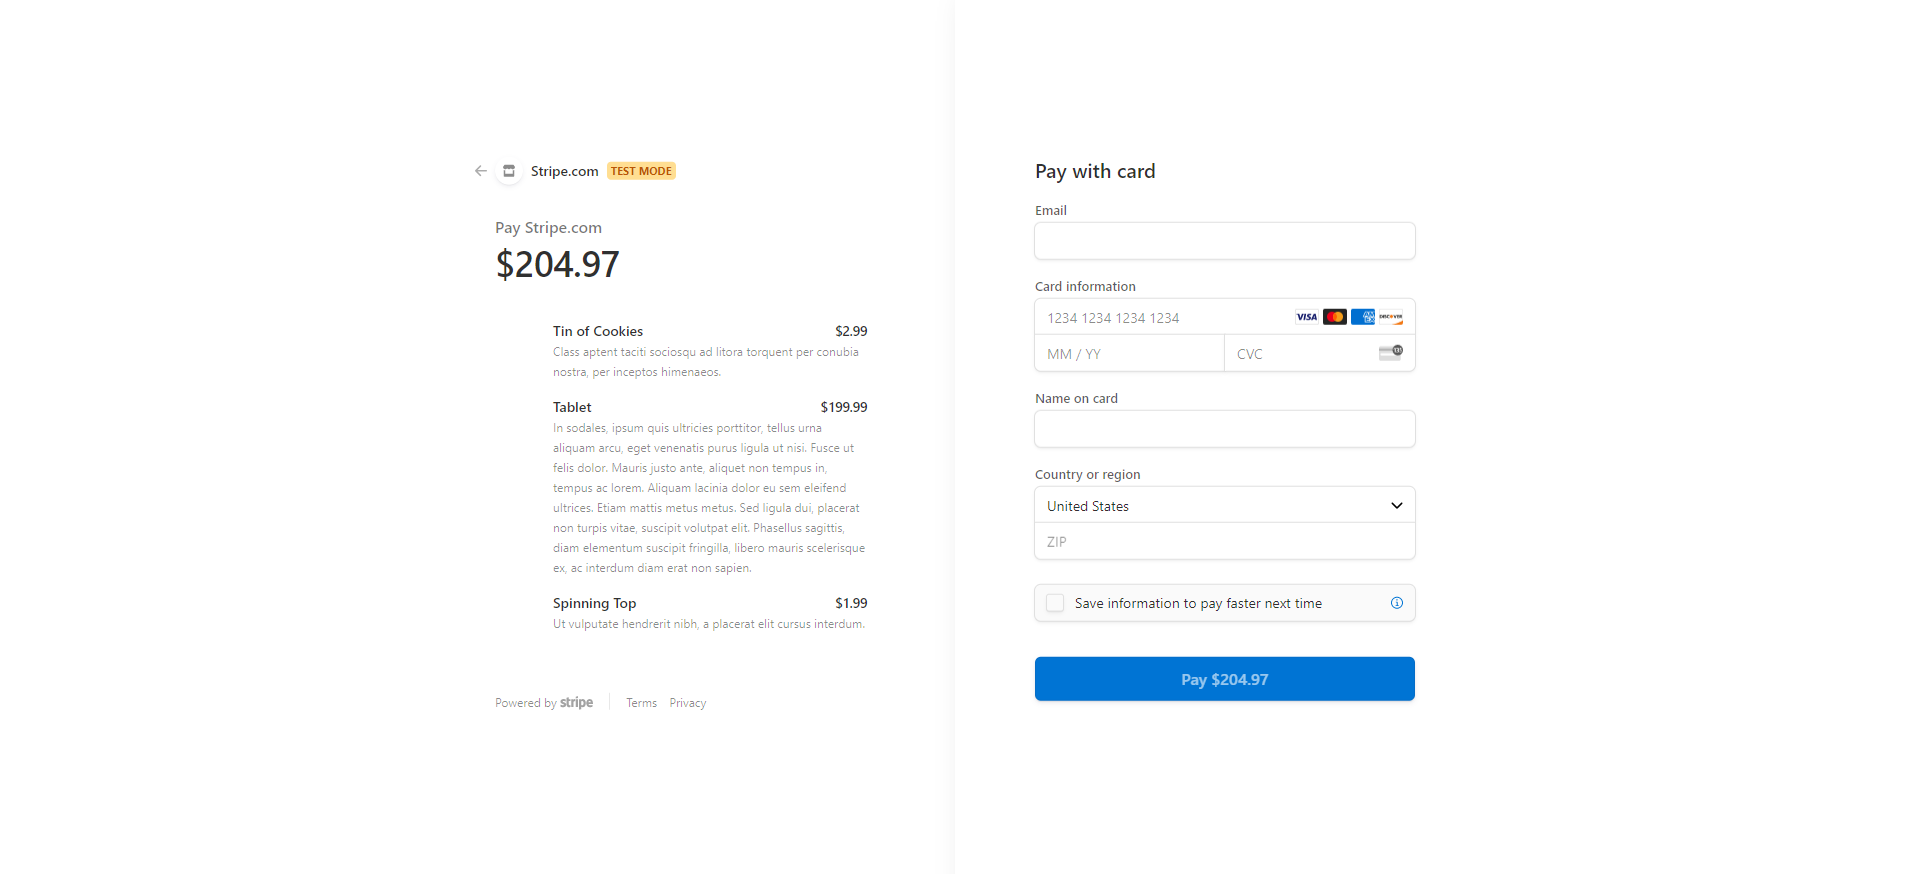 Stripe.com TEST MODE
Pay Stripe.com
$204.97
Tin of Cookies $2.99
Class aptent taciti sociosqu ad litora torquent per conubia
nostra, per inceptos himenaeos.
Tablet $199.99
In sodales, ipsum quis ultricies porttitor, tellus urna
aliquam arcu, eget venenatis purus ligula ut nisi. Fusce ut
felis dolor. Mauris justo ante, aliquet non tempus in,
tempus ac lorem. Aliquam lacinia dolor eu sem eleifend
ultrices. Etiam mattis metus metus. Sed ligula dui, placerat
non turpis vitae, suscipit volutpat elit. Phasellus sagittis,
diam elementum suscipit fringilla, libero mauris scelerisque
ex, ac interdum diam erat non sapien.
Spinning Top $1.99
Ut vulputate hendrerit nibh, a placerat elit cursus interdum.
Powered by stripe Terms Privacy
Pay with card
Email
Card information
1234 1234 1234 1234 VISA AMEX DISCOVER
MM / YY CVC 135
Name on card
Country or region
United States
ZIP
Save information to pay faster next time
Pay $204.97